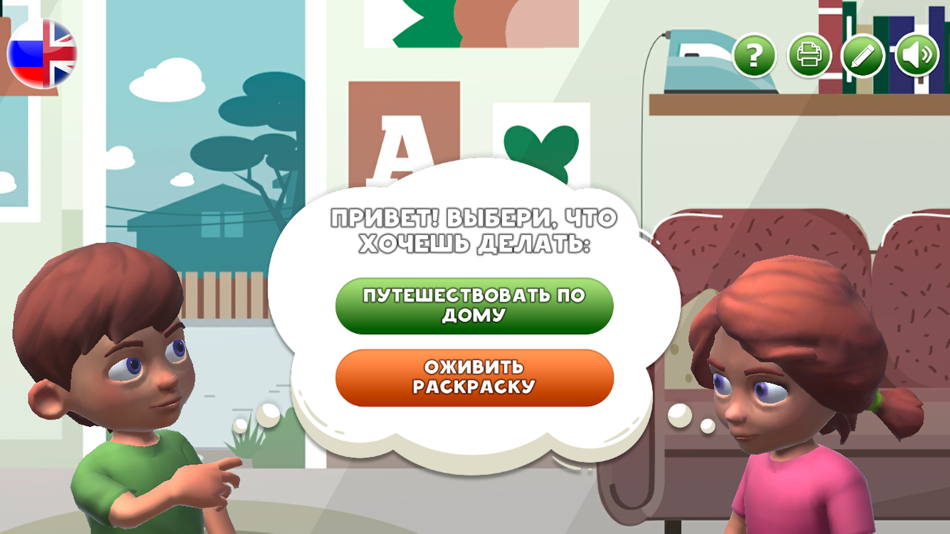 A
ПРИВЕТ! ВЫБЕРИ, ЧТО
ХОЧЕШЬ ДЕЛАТЬ:
ПУТЕШЕСТВОВАТЬ ПО
ДОМУ
ОЖИВИТЬ
РАСКРАСКУ
?